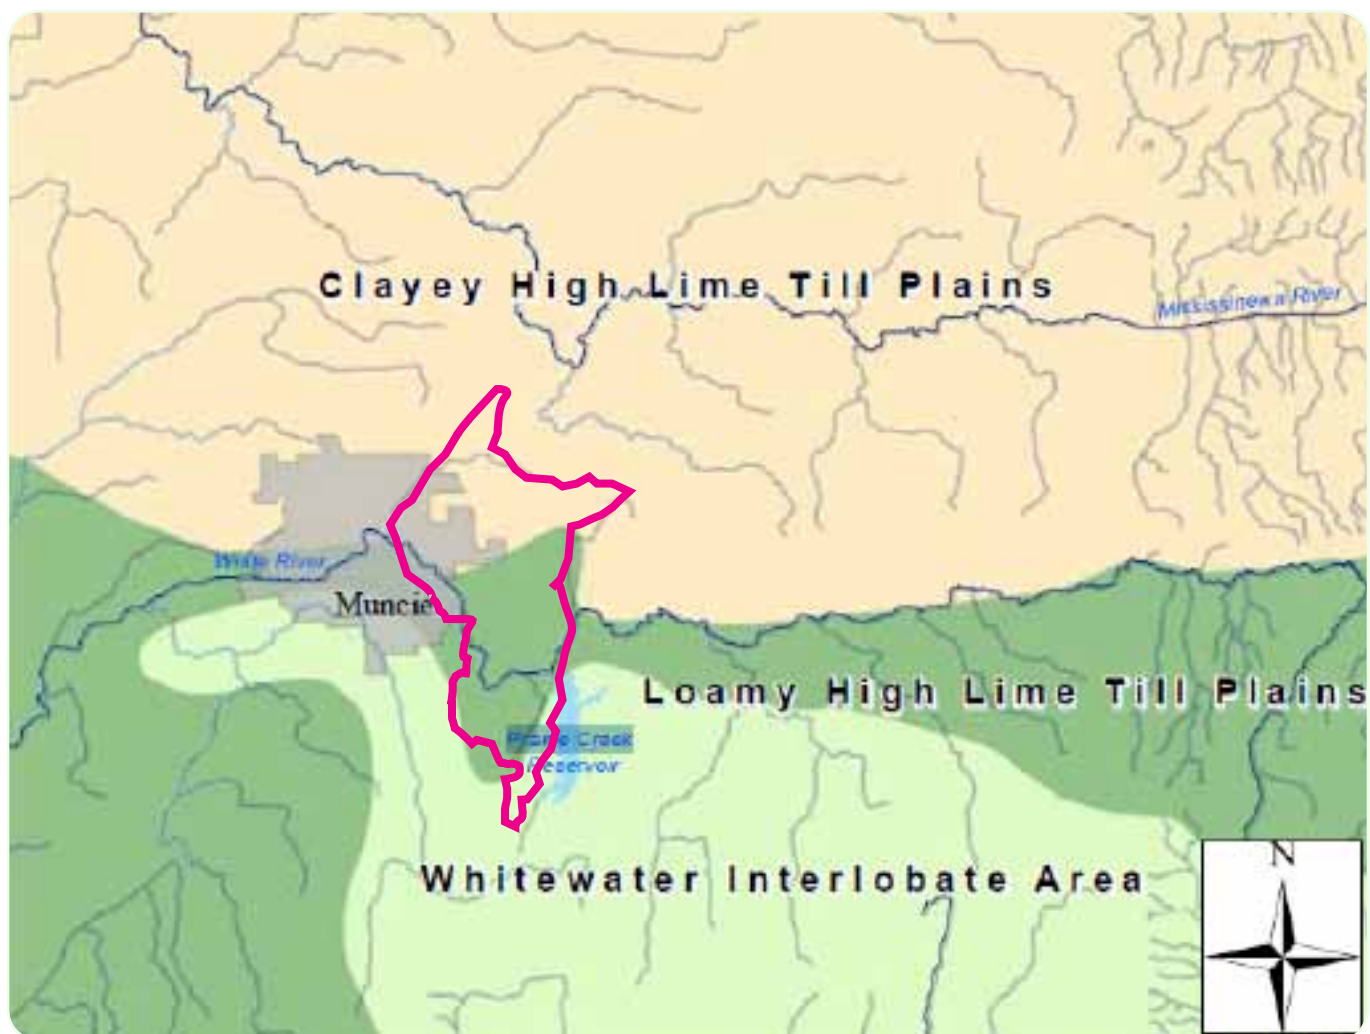 Clayey High Lime Till Plains
Mississinewa River
White River
Muncie
Loamy High Lime Till Plains
Prairie Creek
Reservoir
Whitewater Interlobate Area
N